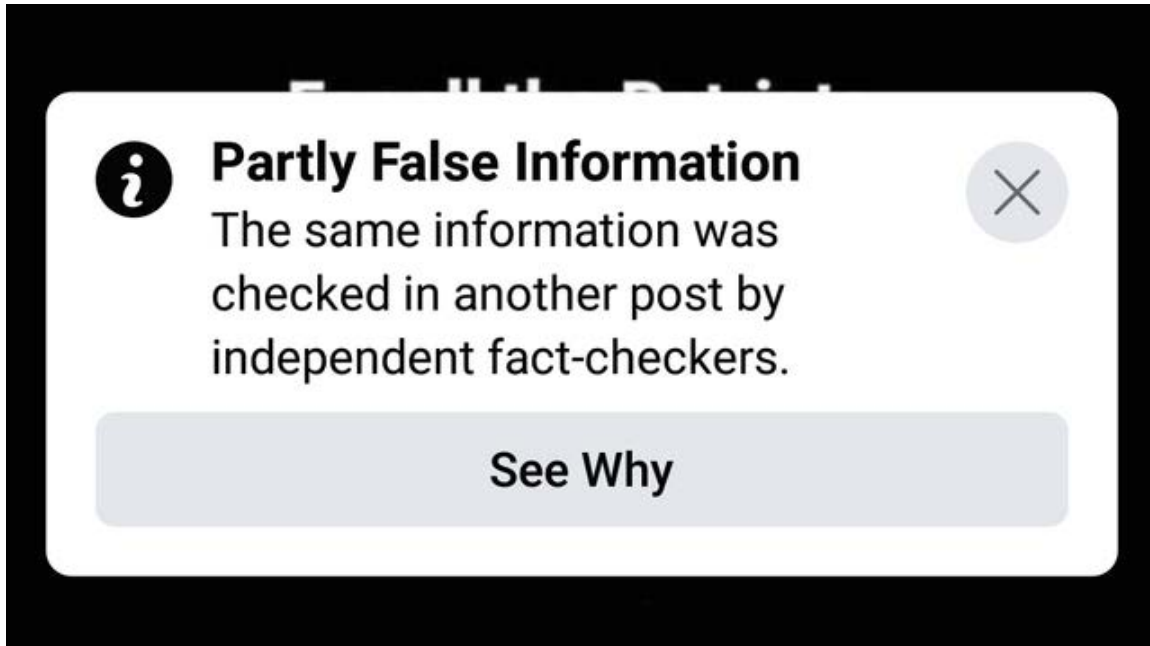 Partly False Information
The same information was
checked in another post by
independent fact-checkers.
See Why